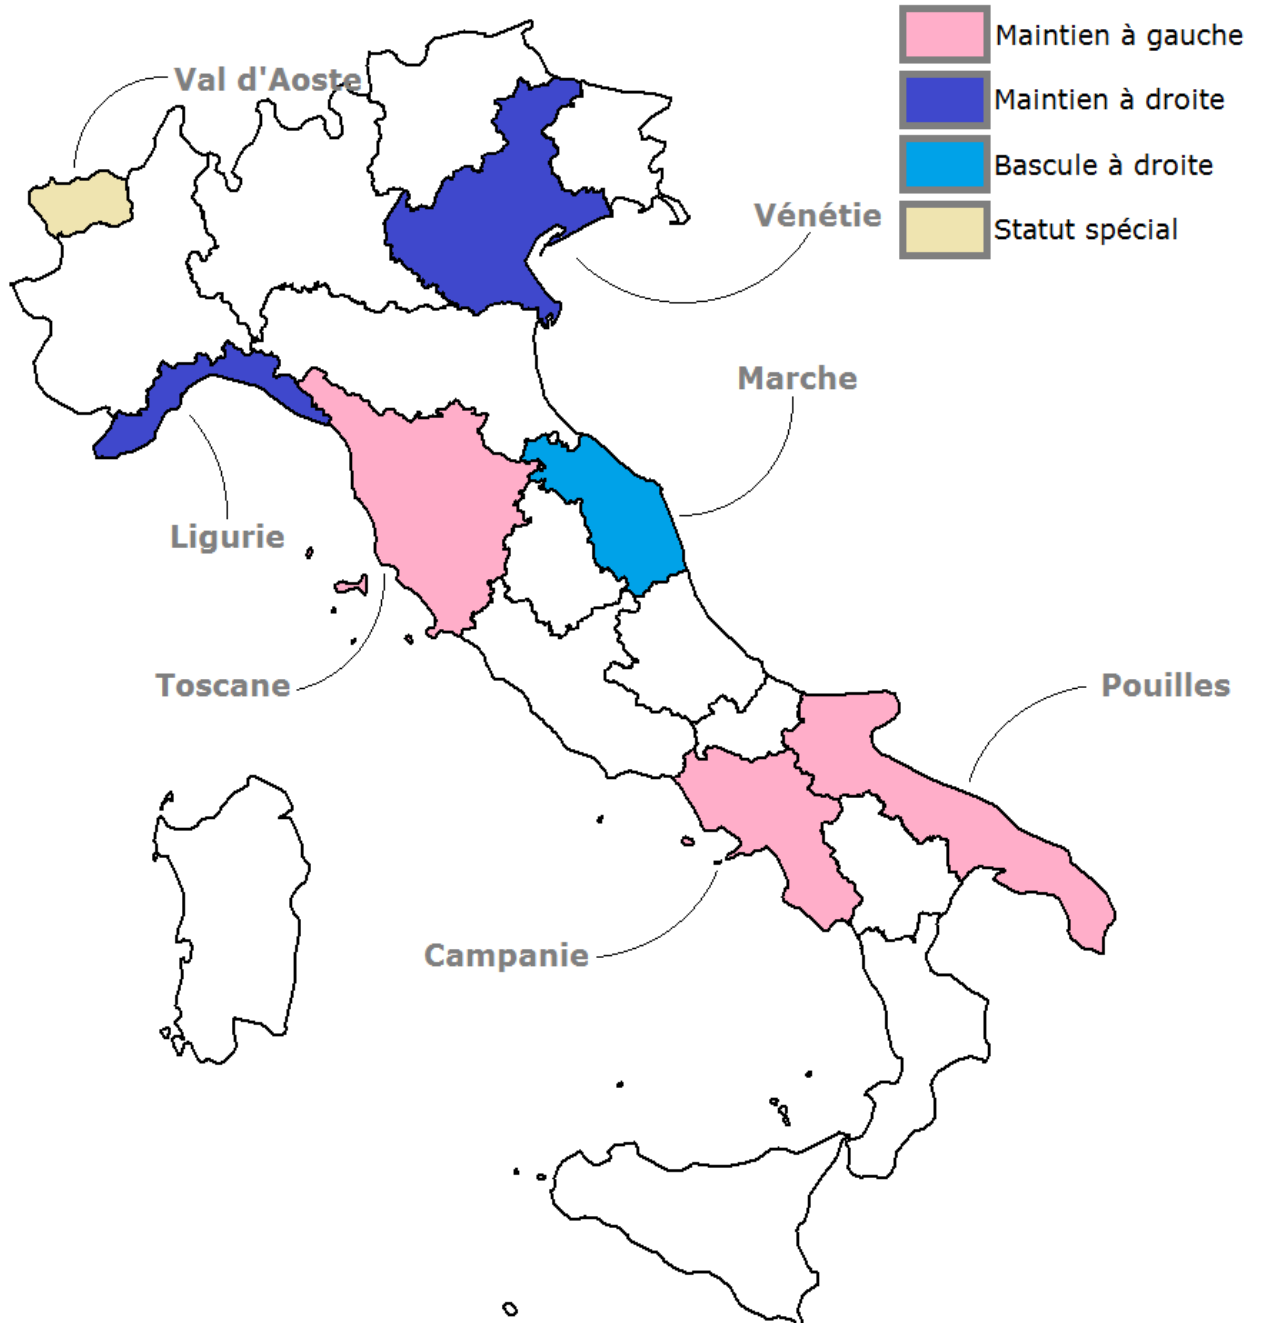 Maintien à gauche
Val d'Aoste
Maintien à droite
Bascule à droite
Vénétie
Statut spécial
Marche
Ligurie
Toscane
Pouilles
Campanie